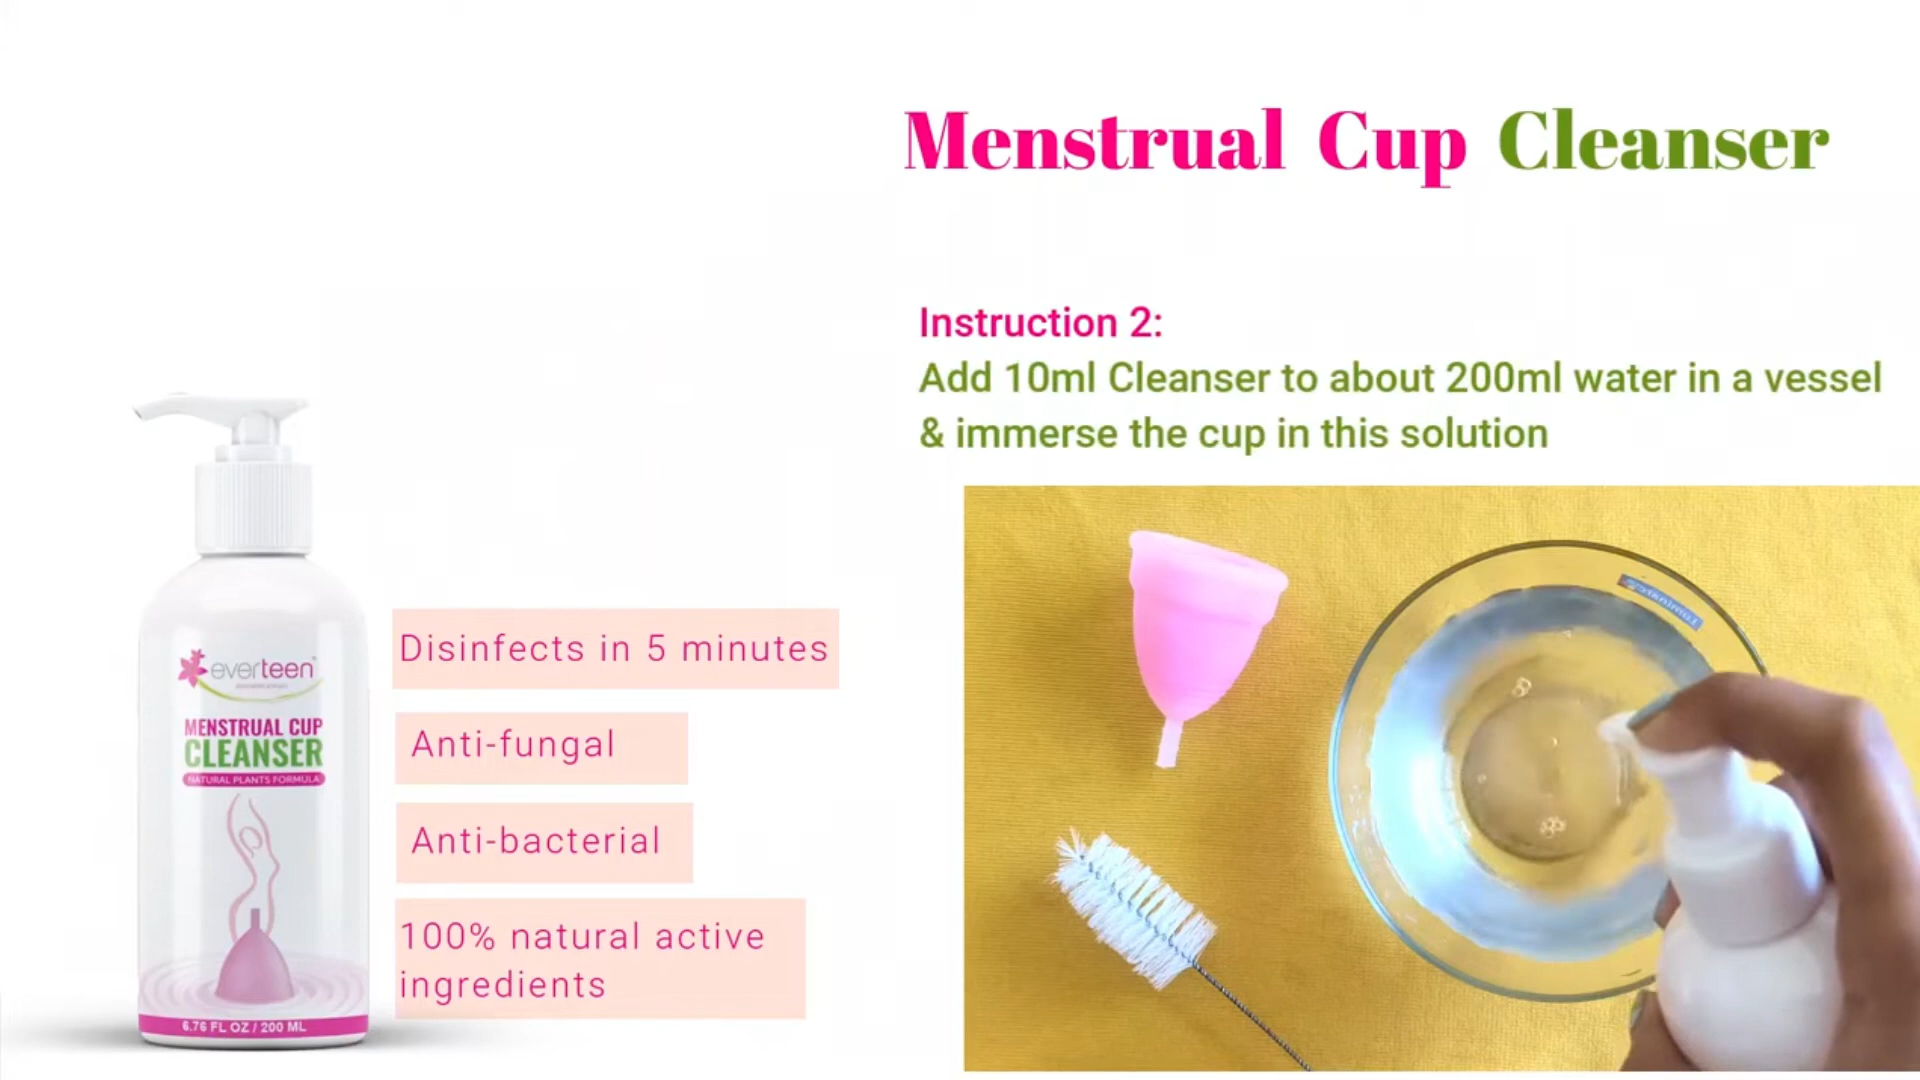 Menstrual Cup Cleanser
Instruction 2:
Add 10ml Cleanser to about 200ml water in a vessel
& immerse the cup in this solution
everteen
MENSTRUAL CUP
CLEANSER
NATURAL PLANTS FORMULA
6.76 FL OZ / 200 ML
Disinfects in 5 minutes
Anti-fungal
Anti-bacterial
100% natural active
ingredients